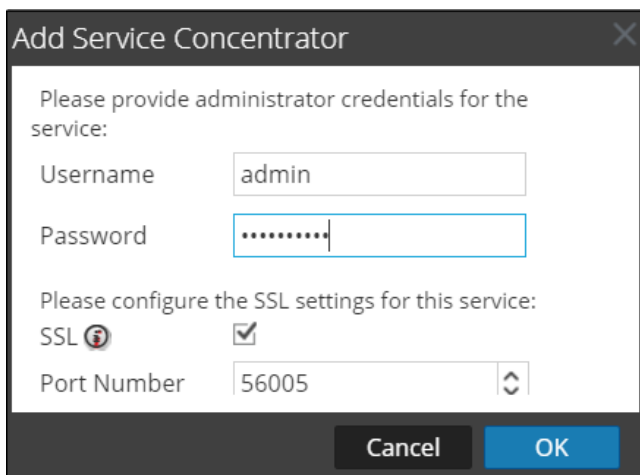 Add Service Concentrator
Please provide administrator credentials for the
service:
Username admin
Password ••••••••••
Please configure the SSL settings for this service:
SSL
Port Number 56005
Cancel OK